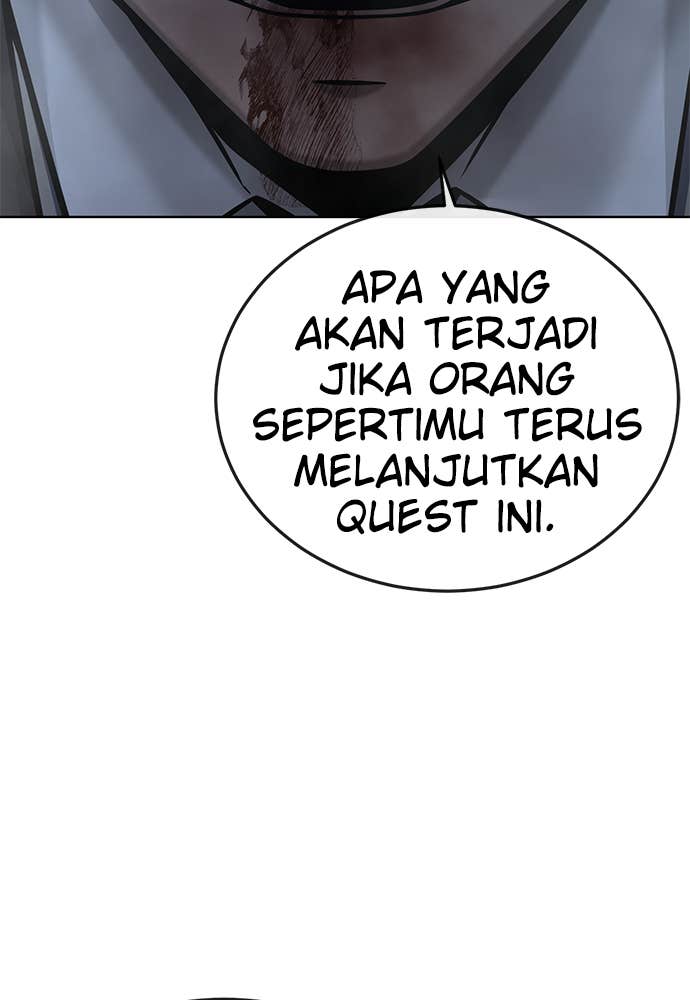 APA YANG
AKAN TERJADI
JIKA ORANG
SEPERTIMU TERUS
MELANJUTKAN
QUEST INI.